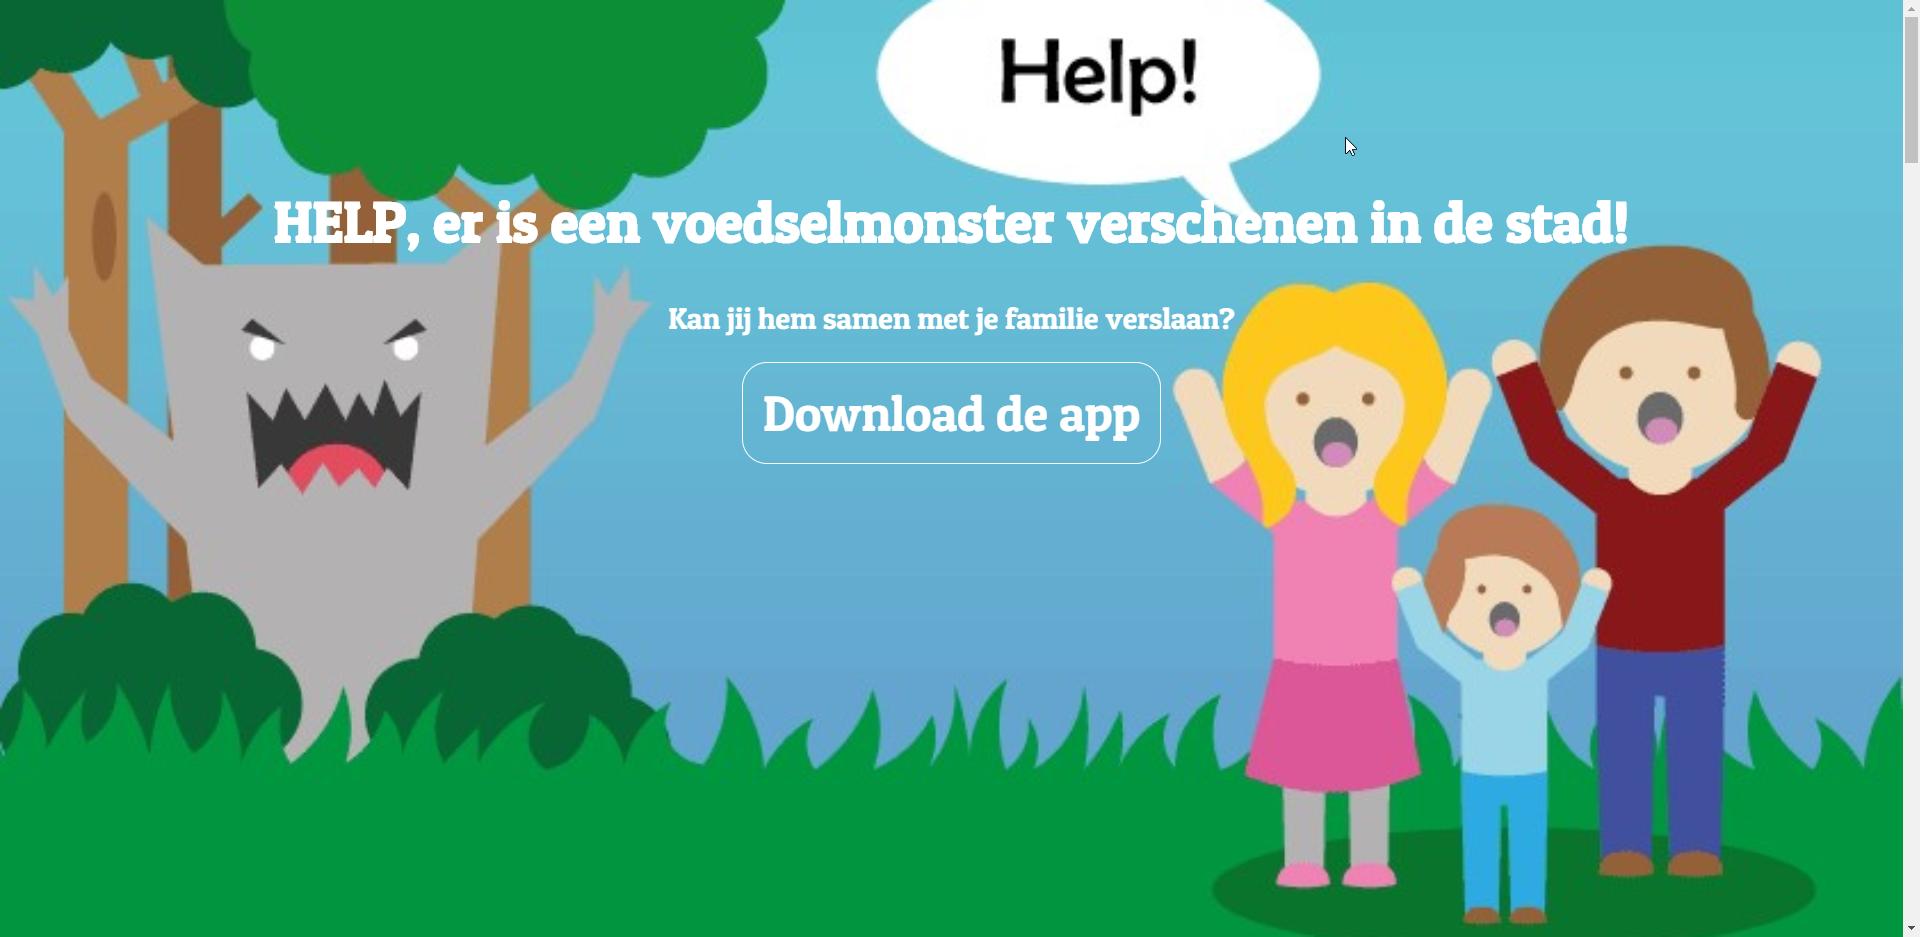 Help!
HELP, er is een voedselmonster verschenen in de stad!
Kan jij hem samen met je familie verslaan?
Download de app